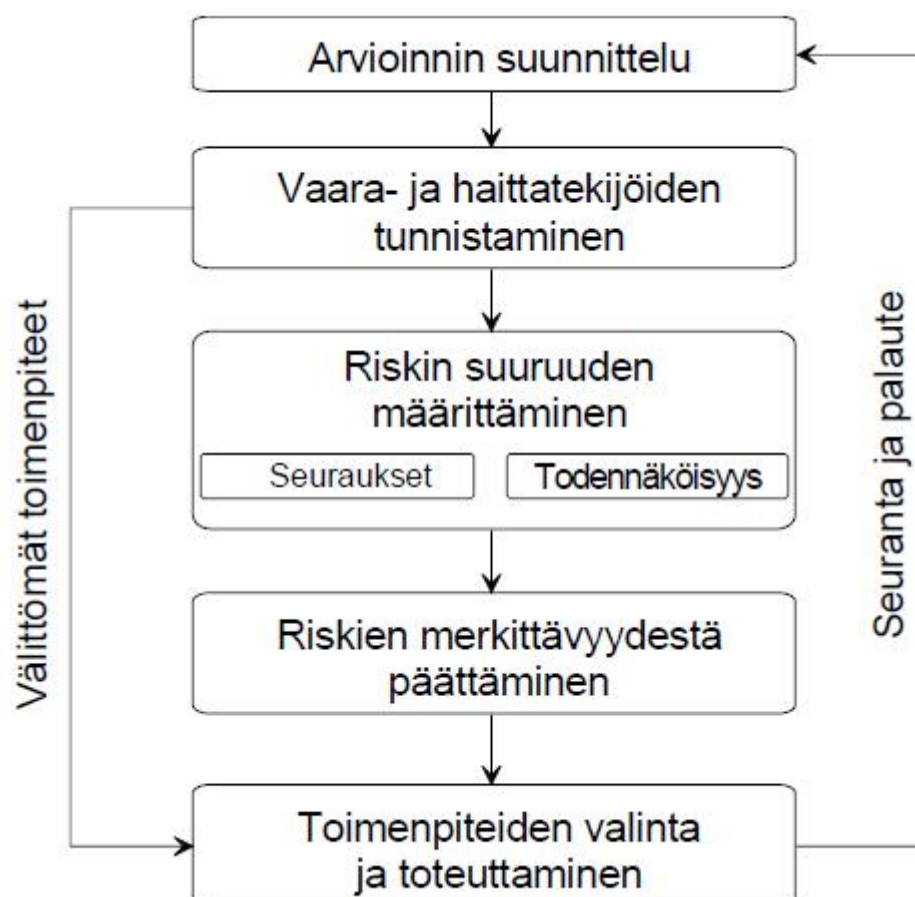 Arvioinnin suunnittelu
Vaara- ja haittatekijöiden
tunnistaminen
Riskin suuruuden
määrittäminen
Seuraukset
Todennäköisyys
Riskien merkittävyydestä
päättäminen
Toimenpiteiden valinta
ja toteuttaminen
Välittömät toimenpiteet
Seuranta ja palaute